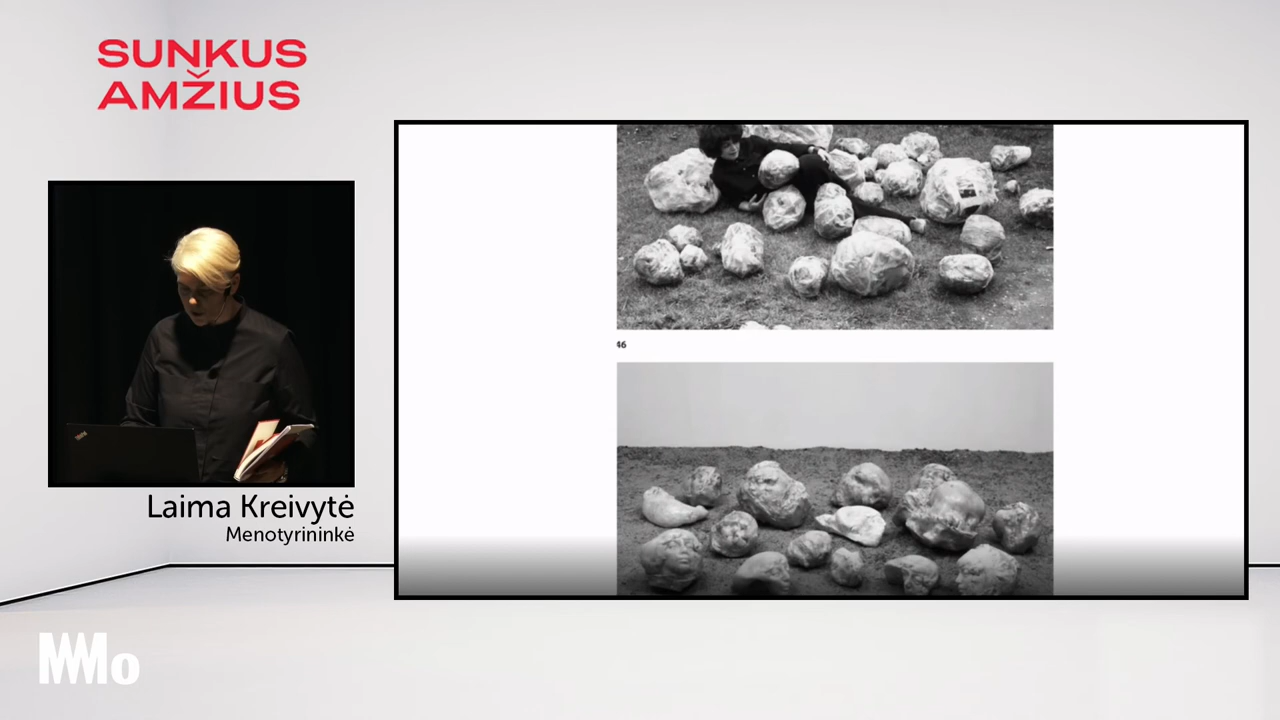 SUNKUS
AMŽIUS
46
Laima Kreivytė
Menotyrininkė
MMo